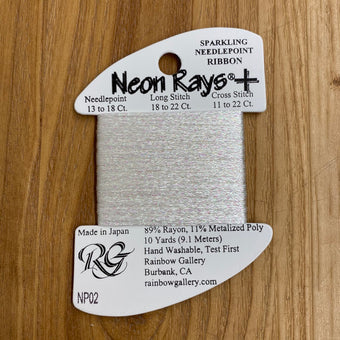 SPARKLING
NEEDLEPOINT
RIBBON
Neon Rays®+
Needlepoint
13 to 18 Ct.
Long Stitch
18 to 22 Ct.
Cross Stitch
11 to 22 Ct.
Made in Japan
RG
NP02
89% Rayon, 11% Metalized Poly
10 Yards (9.1 Meters)
Hand Washable, Test First
Rainbow Gallery
Burbank, CA
rainbowgallery.com